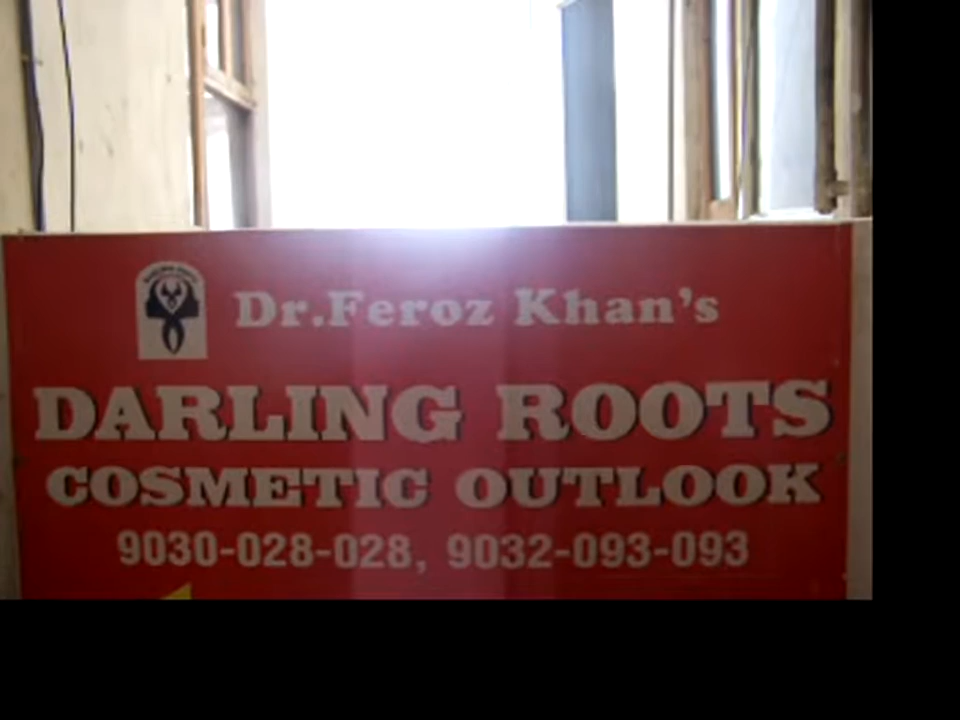 Dr.Feroz Khan's
DARLING ROOTS
COSMETIC OUTLOOK
9030-028-028, 9032-093-093